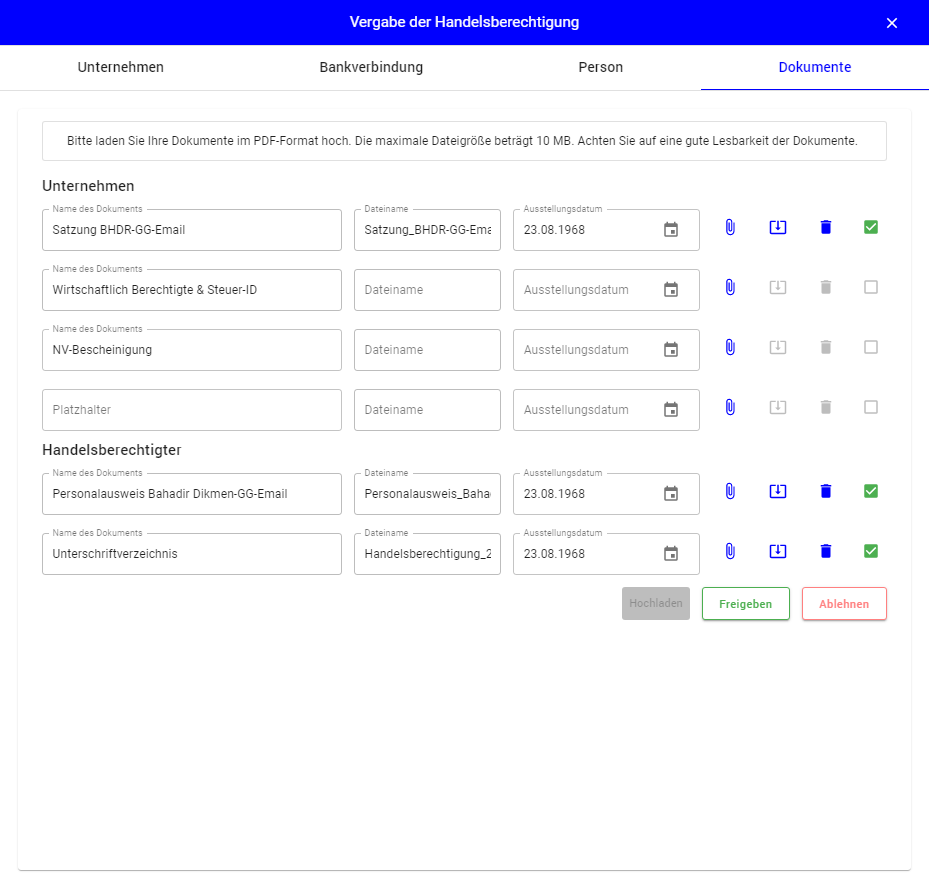 Vergabe der Handelsberechtigung
Unternehmen Bankverbindung Person Dokumente
Bitte laden Sie Ihre Dokumente im PDF-Format hoch. Die maximale Dateigröße beträgt 10 MB. Achten Sie auf eine gute Lesbarkeit der Dokumente.
Unternehmen
Name des Dokuments Dateiname Ausstellungsdatum
Satzung BHDR-GG-Email Satzung_BHDR-GG-Ema 23.08.1968
Name des Dokuments
Wirtschaftlich Berechtigte & Steuer-ID Dateiname Ausstellungsdatum
Name des Dokuments
NV-Bescheinigung Dateiname Ausstellungsdatum
Platzhalter Dateiname Ausstellungsdatum
Handelsberechtigter
Name des Dokuments Dateiname Ausstellungsdatum
Personalausweis Bahadir Dikmen-GG-Email Personalausweis_Baha 23.08.1968
Name des Dokuments Dateiname Ausstellungsdatum
Unterschriftverzeichnis Handelsberechtigung_2 23.08.1968
Hochladen Freigeben Ablehnen